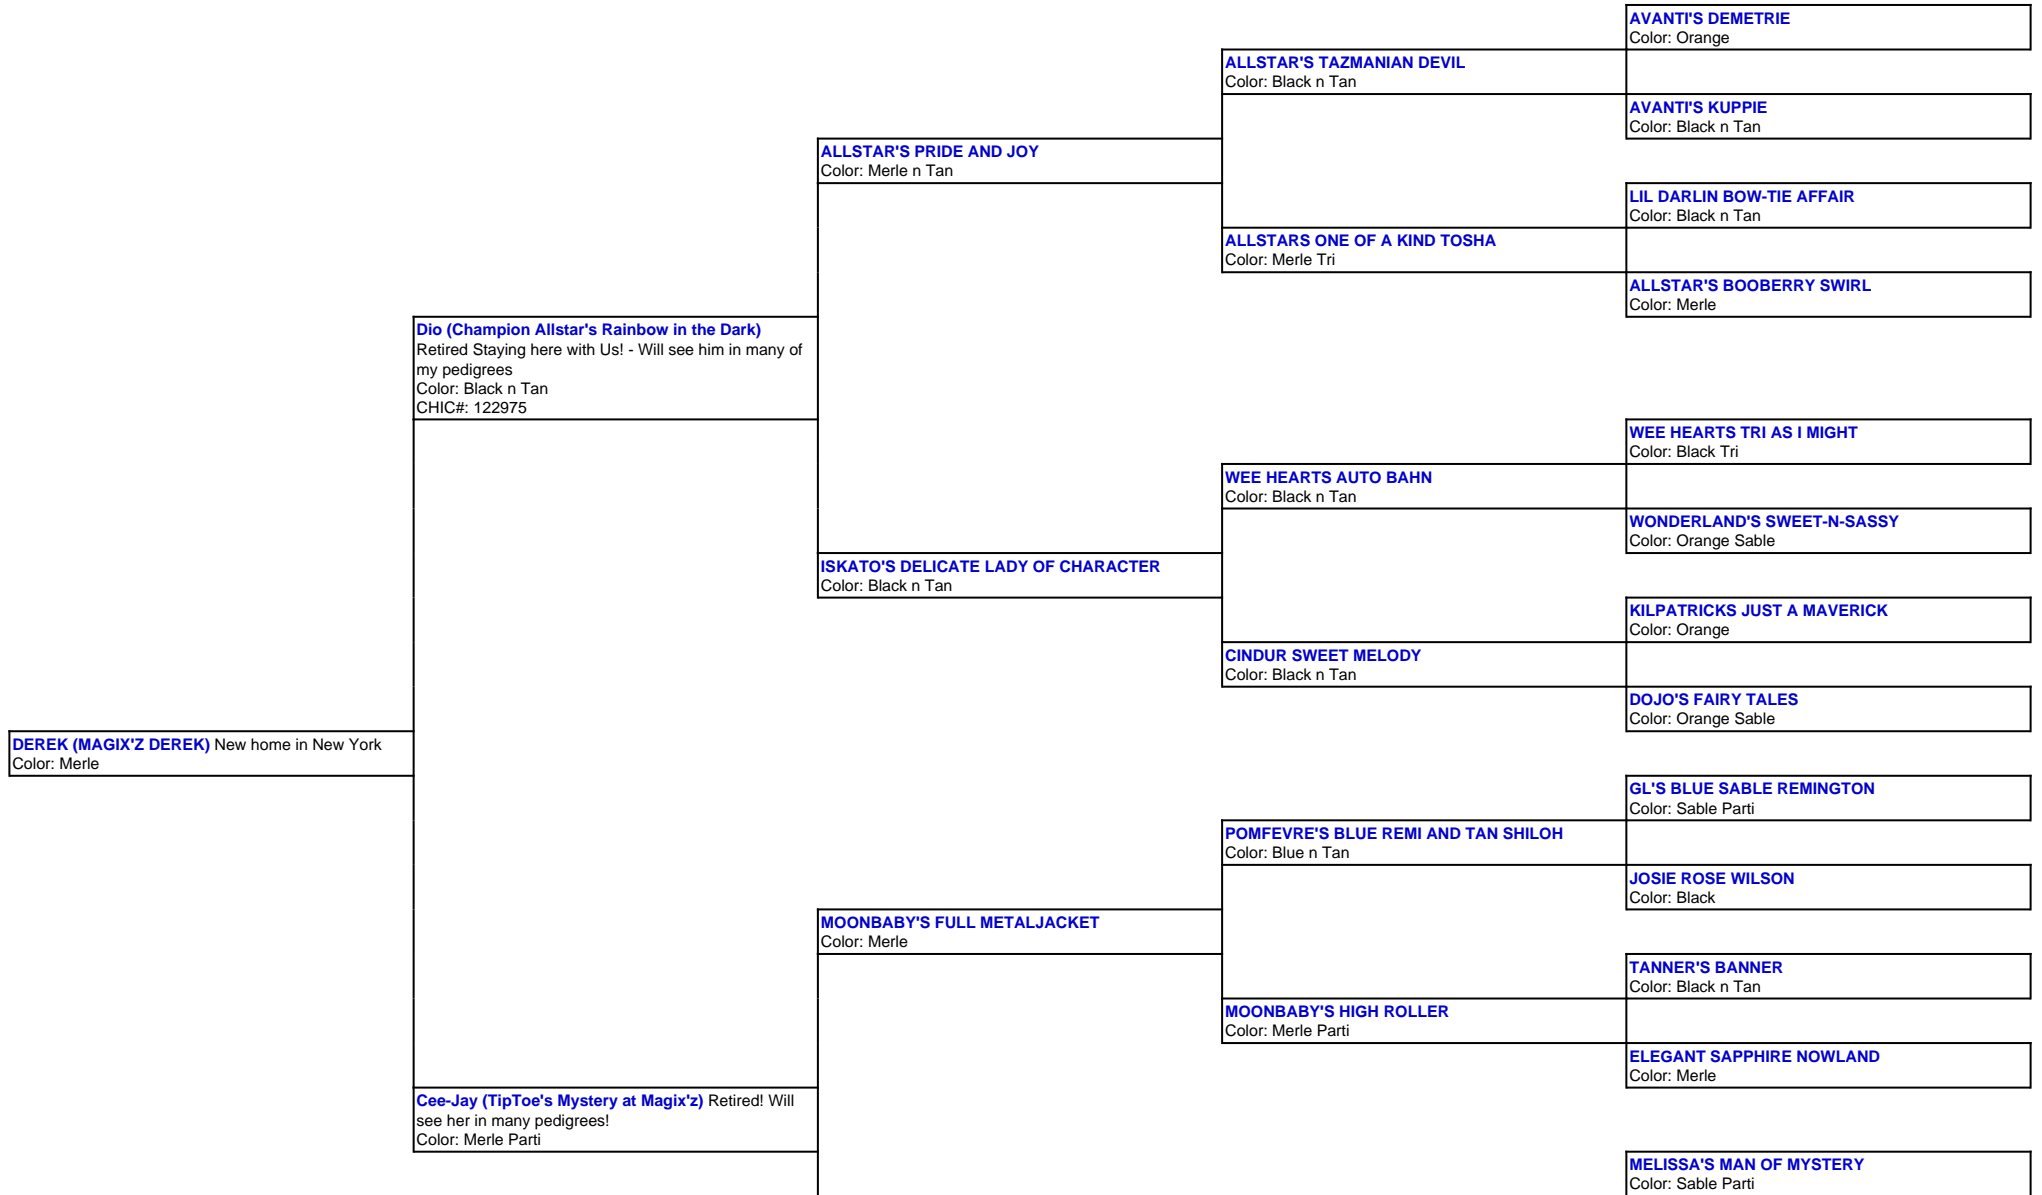 AVANTI'S DEMETRIE
Color: Orange
ALLSTAR'S TAZMANIAN DEVIL
Color: Black n Tan
AVANTI'S KUPPIE
Color: Black n Tan
ALLSTAR'S PRIDE AND JOY
Color: Merle n Tan
LIL DARLIN BOW-TIE AFFAIR
Color: Black n Tan
ALLSTARS ONE OF A KIND TOSHA
Color: Merle Tri
ALLSTAR'S BOOBERRY SWIRL
Color: Merle
Dio (Champion Allstar's Rainbow in the Dark)
Retired Staying here with Us! - Will see him in many of
my pedigrees
Color: Black n Tan
CHIC#: 122975
WEE HEARTS TRI AS I MIGHT
Color: Black Tri
WEE HEARTS AUTO BAHN
Color: Black n Tan
WONDERLAND'S SWEET-N-SASSY
Color: Orange Sable
ISKATO'S DELICATE LADY OF CHARACTER
Color: Black n Tan
KILPATRICKS JUST A MAVERICK
Color: Orange
CINDUR SWEET MELODY
Color: Black n Tan
DOJO'S FAIRY TALES
Color: Orange Sable
DEREK (MAGIX'Z DEREK) New home in New York
Color: Merle
GL'S BLUE SABLE REMINGTON
Color: Sable Parti
POMFEVRE'S BLUE REMI AND TAN SHILOH
Color: Blue n Tan
JOSIE ROSE WILSON
Color: Black
MOONBABY'S FULL METALJACKET
Color: Merle
TANNER'S BANNER
Color: Black n Tan
MOONBABY'S HIGH ROLLER
Color: Merle Parti
ELEGANT SAPPHIRE NOWLAND
Color: Merle
Cee-Jay (TipToe's Mystery at Magix'z) Retired! Will
see her in many pedigrees!
Color: Merle Parti
MELISSA'S MAN OF MYSTERY
Color: Sable Parti